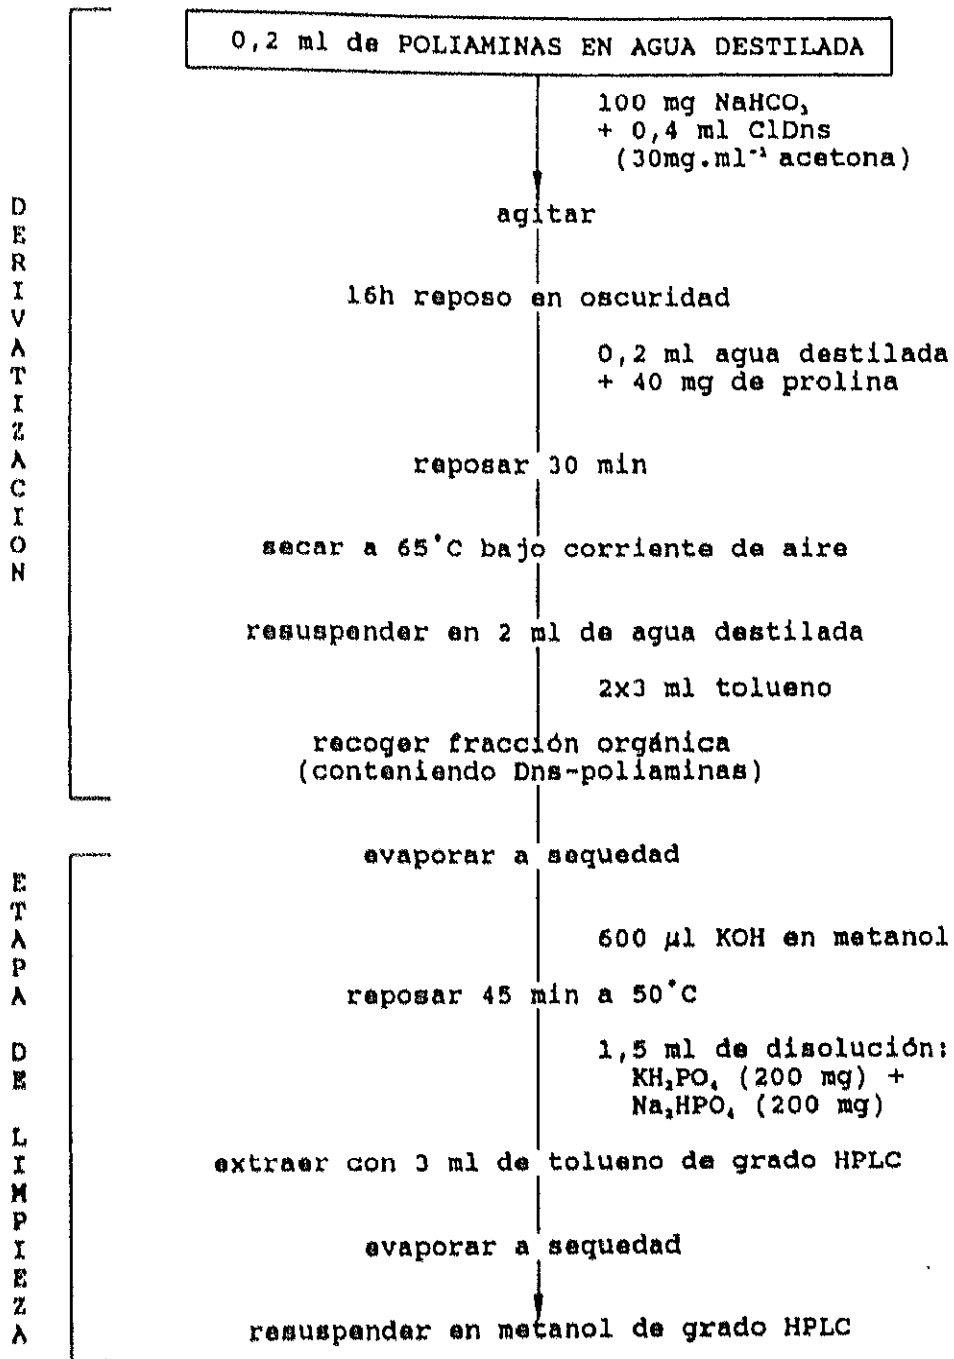 0,2 ml de POLIAMINAS EN AGUA DESTILADA
100 mg NaHCO₃
+ 0,4 ml ClDns
(30mg.ml⁻¹ acetona)
agitar
16h reposo en oscuridad
0,2 ml agua destilada
+ 40 mg de prolina
reposar 30 min
secar a 65°C bajo corriente de aire
resuspender en 2 ml de agua destilada
2x3 ml tolueno
recoger fracción orgánica
(conteniendo Dns-poliaminas)
DERIVATIZACION
evaporar a sequedad
600 µl KOH en metanol
reposar 45 min a 50°C
1,5 ml de disolución:
KH₂PO₄ (200 mg) +
Na₂HPO₄ (200 mg)
extraer con 3 ml de tolueno de grado HPLC
evaporar a sequedad
resuspender en metanol de grado HPLC
ETAPA DE LIMPIEZA